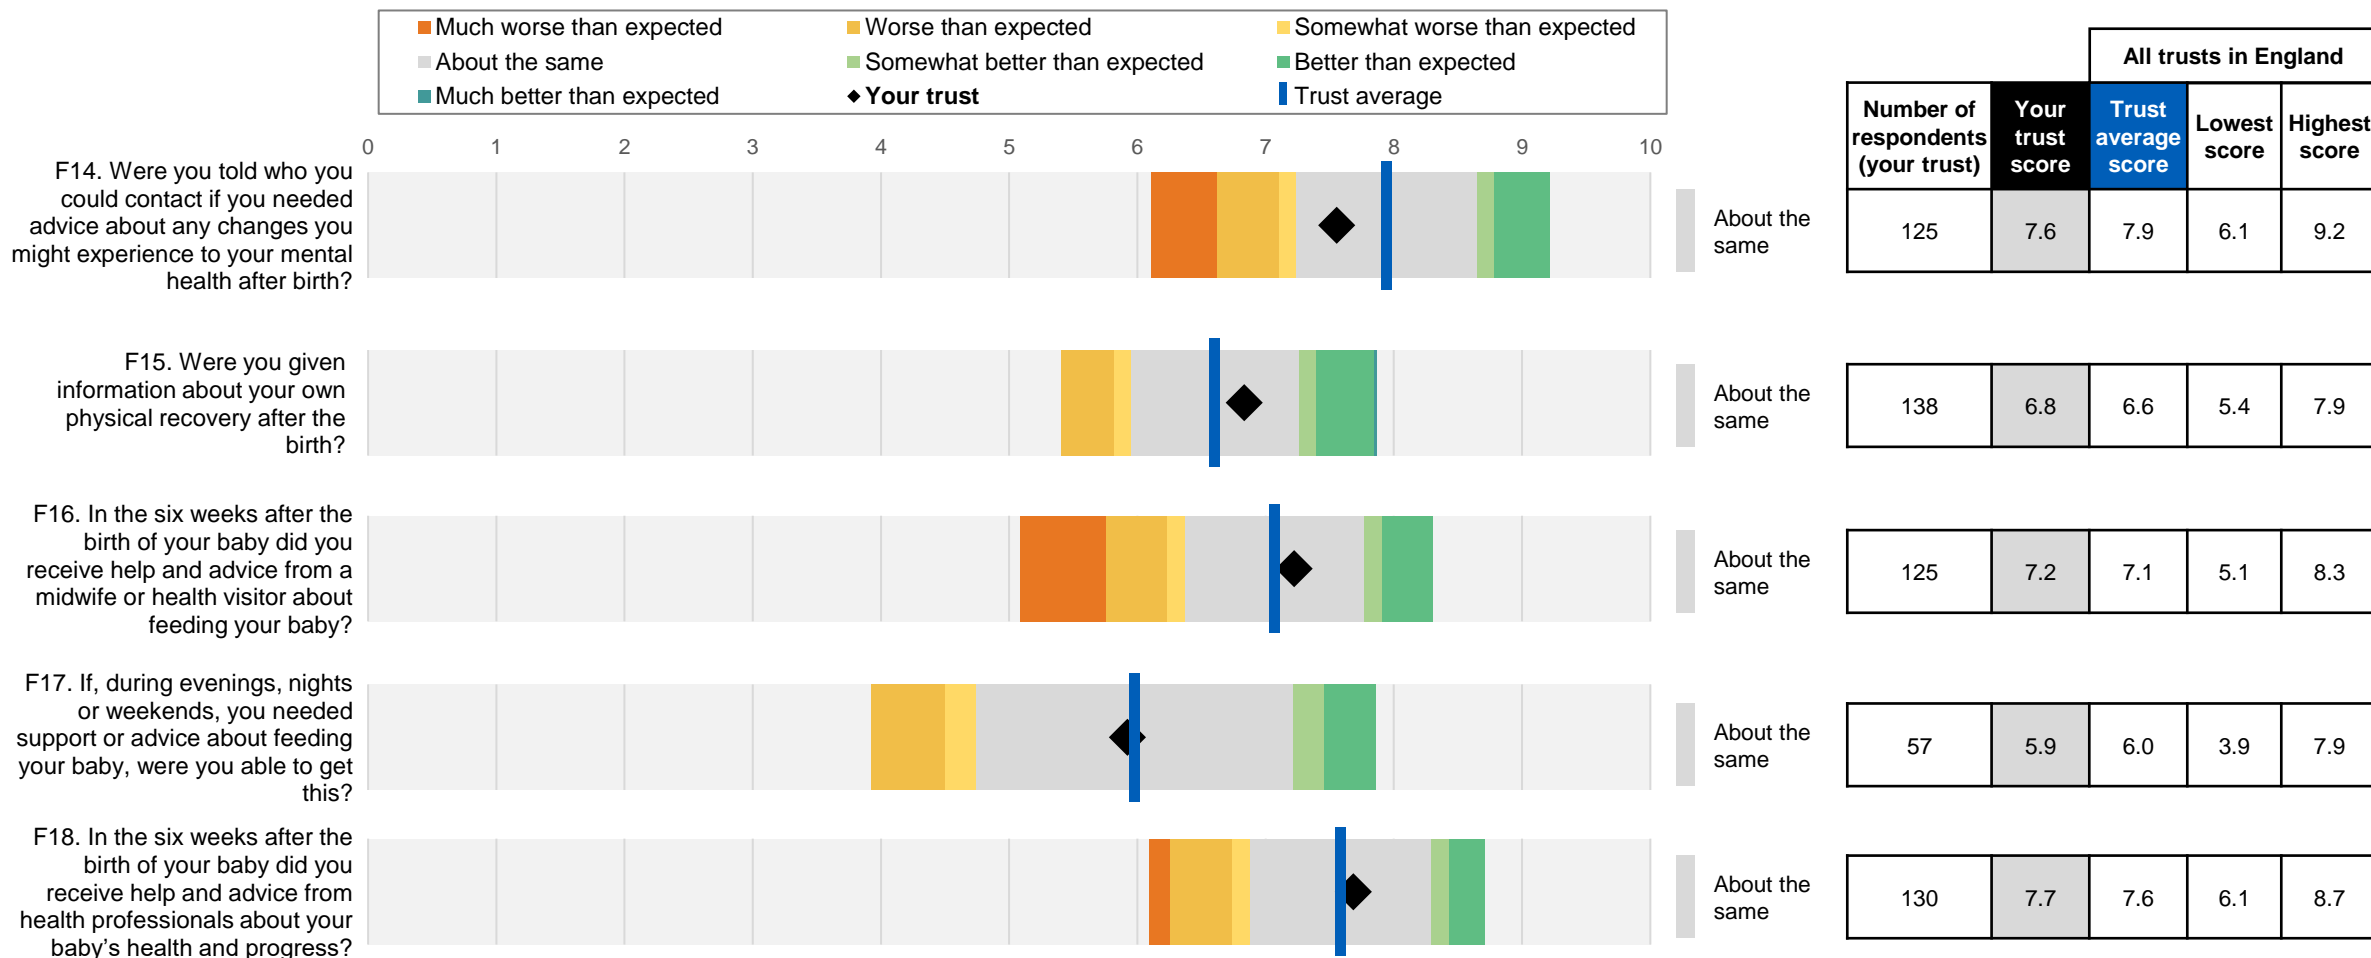 Much worse than expected
Worse than expected
Somewhat worse than expected
About the same
Somewhat better than expected
Better than expected
Much better than expected
Your trust
Trust average
All trusts in England
Number of
respondents
(your trust)
Your
trust
score
Trust
average
score
Lowest
score
Highest
score
0 1 2 3 4 5 6 7 8 9 10
F14. Were you told who you
could contact if you needed
advice about any changes you
might experience to your mental
health after birth?
About the
same
125 7.6 7.9 6.1 9.2
F15. Were you given
information about your own
physical recovery after the
birth?
About the
same
138 6.8 6.6 5.4 7.9
F16. In the six weeks after the
birth of your baby did you
receive help and advice from a
midwife or health visitor about
feeding your baby?
About the
same
125 7.2 7.1 5.1 8.3
F17. If, during evenings, nights
or weekends, you needed
support or advice about feeding
your baby, were you able to get
this?
About the
same
57 5.9 6.0 3.9 7.9
F18. In the six weeks after the
birth of your baby did you
receive help and advice from
health professionals about your
baby’s health and progress?
About the
same
130 7.7 7.6 6.1 8.7